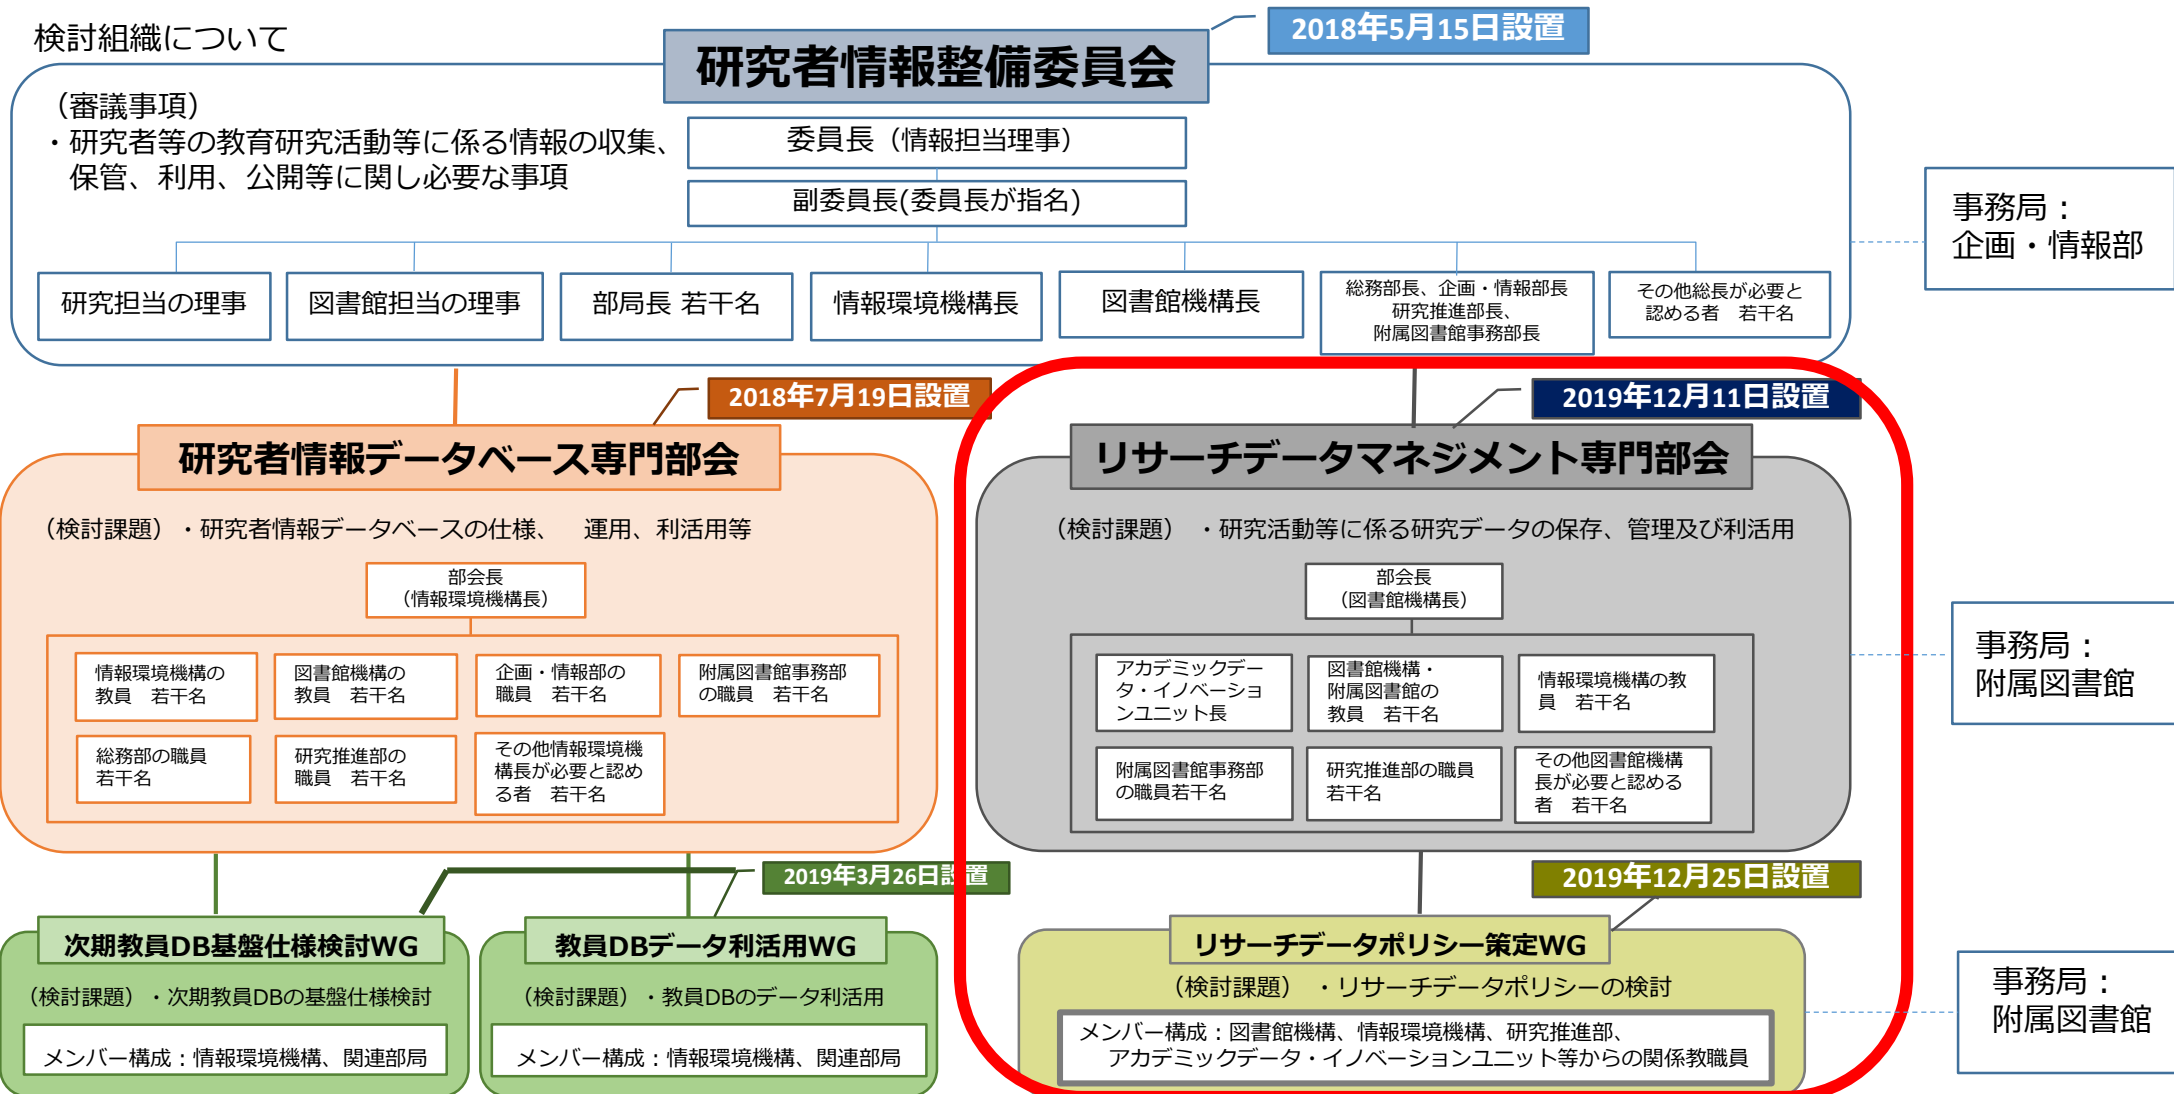 検討組織について
2018年5月15日設置
研究者情報整備委員会
（審議事項）
・研究者等の教育研究活動等に係る情報の収集、
保管、利用、公開等に関し必要な事項
委員長（情報担当理事）
副委員長(委員長が指名)
研究担当の理事
図書館担当の理事
部局長 若干名
情報環境機構長
図書館機構長
総務部長、企画・情報部長
研究推進部長、
附属図書館事務部長
その他総長が必要と
認める者　若干名
事務局：
企画・情報部
2018年7月19日設置
研究者情報データベース専門部会
（検討課題）・研究者情報データベースの仕様、　運用、利活用等
部会長
（情報環境機構長）
情報環境機構の
教員　若干名
図書館機構の
教員　若干名
企画・情報部の
職員　若干名
附属図書館事務部
の職員　若干名
総務部の職員
若干名
研究推進部の
職員　若干名
その他情報環境機
構長が必要と認め
る者　若干名
2019年12月11日設置
リサーチデータマネジメント専門部会
（検討課題）　・研究活動等に係る研究データの保存、管理及び利活用
部会長
（図書館機構長）
アカデミックデー
タ・イノベーショ
ンユニット長
図書館機構・
附属図書館の
教員　若干名
情報環境機構の教
員　若干名
附属図書館事務部
の職員若干名
研究推進部の職員
若干名
その他図書館機構
長が必要と認める
者　若干名
事務局：
附属図書館
2019年3月26日設置
次期教員DB基盤仕様検討WG
（検討課題）・次期教員DBの基盤仕様検討
メンバー構成：情報環境機構、関連部局
教員DBデータ利活用WG
（検討課題）・教員DBのデータ利活用
メンバー構成：情報環境機構、関連部局
2019年12月25日設置
リサーチデータポリシー策定WG
（検討課題）　・リサーチデータポリシーの検討
メンバー構成：図書館機構、情報環境機構、研究推進部、
アカデミックデータ・イノベーションユニット等からの関係教職員
事務局：
附属図書館